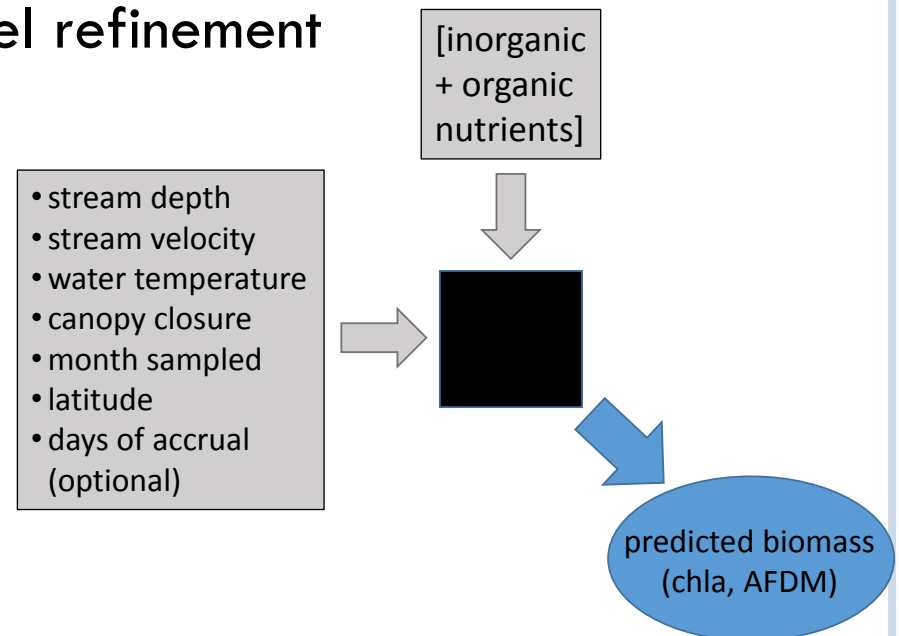 el refinement
[inorganic
+ organic
nutrients]
• stream depth
• stream velocity
• water temperature
• canopy closure
• month sampled
• latitude
• days of accrual
(optional)
predicted biomass
(chla, AFDM)